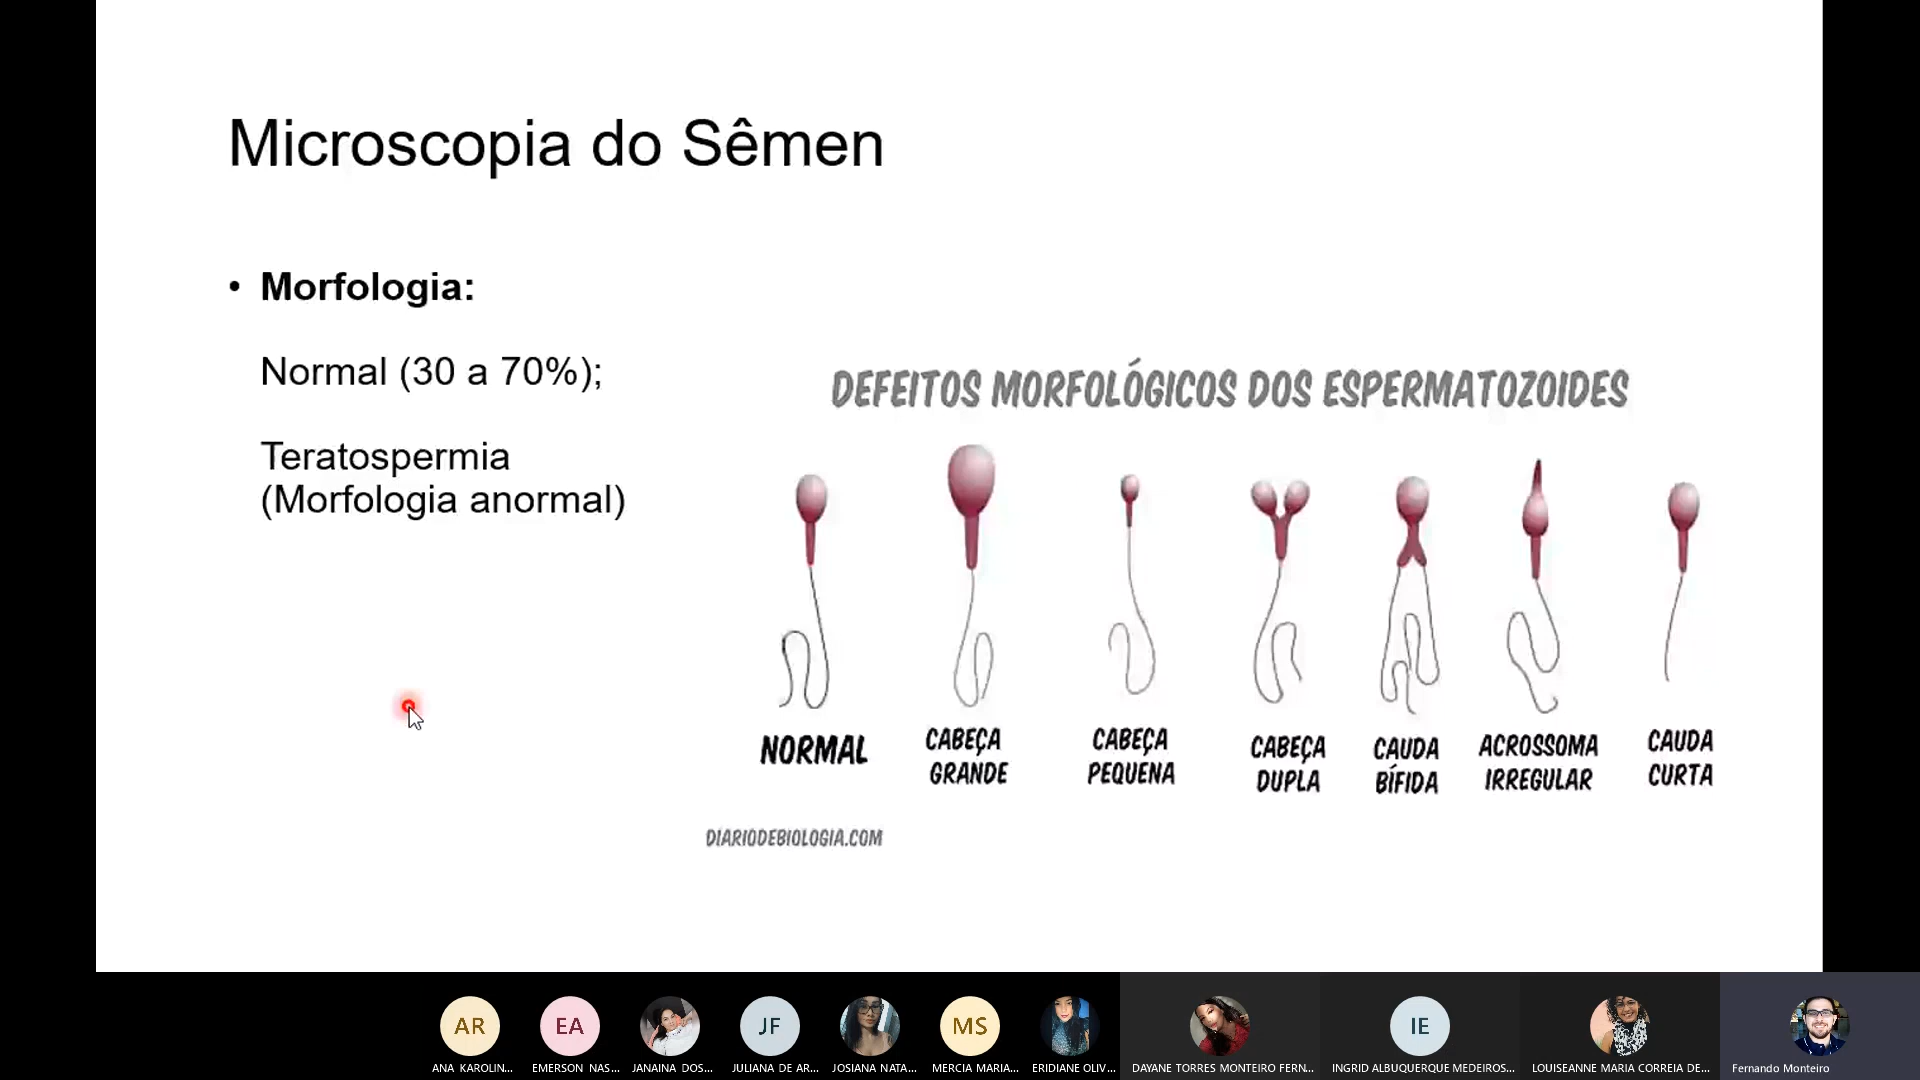 Microscopia do Sêmen
• Morfologia:
Normal (30 a 70%);
Teratospermia
(Morfologia anormal)
DEFEITOS MORFOLÓGICOS DOS ESPERMATOZOIDES
NORMAL
CABEÇA
GRANDE
CABEÇA
PEQUENA
CABEÇA
DUPLA
CAUDA
BÍFIDA
ACROSSOMA
IRREGULAR
CAUDA
CURTA
DIARIODEBIOLOGIA.COM
AR
EA
JF
MS
IE
ANA KAROLIN...
EMERSON NAS...
JANAINA DOS...
JULIANA DE AR...
JOSIANA NATA...
MERCIA MARIA...
ERIDIANE OLIV...
DAYANE TORRES MONTEIRO FERN...
INGRID ALBUQUERQUE MEDEIROS...
LOUISEANNE MARIA CORREIA DE...
Fernando Monteiro